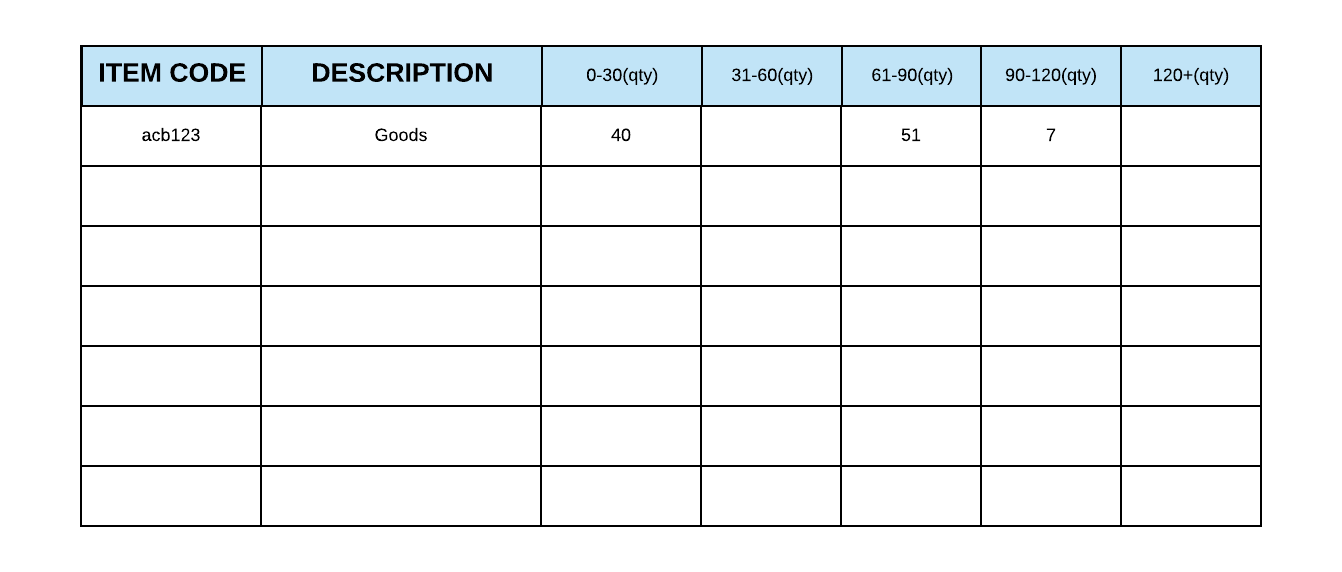 ITEM CODE DESCRIPTION 0-30(qty) 31-60(qty) 61-90(qty) 90-120(qty) 120+(qty)
acb123 Goods 40 51 7